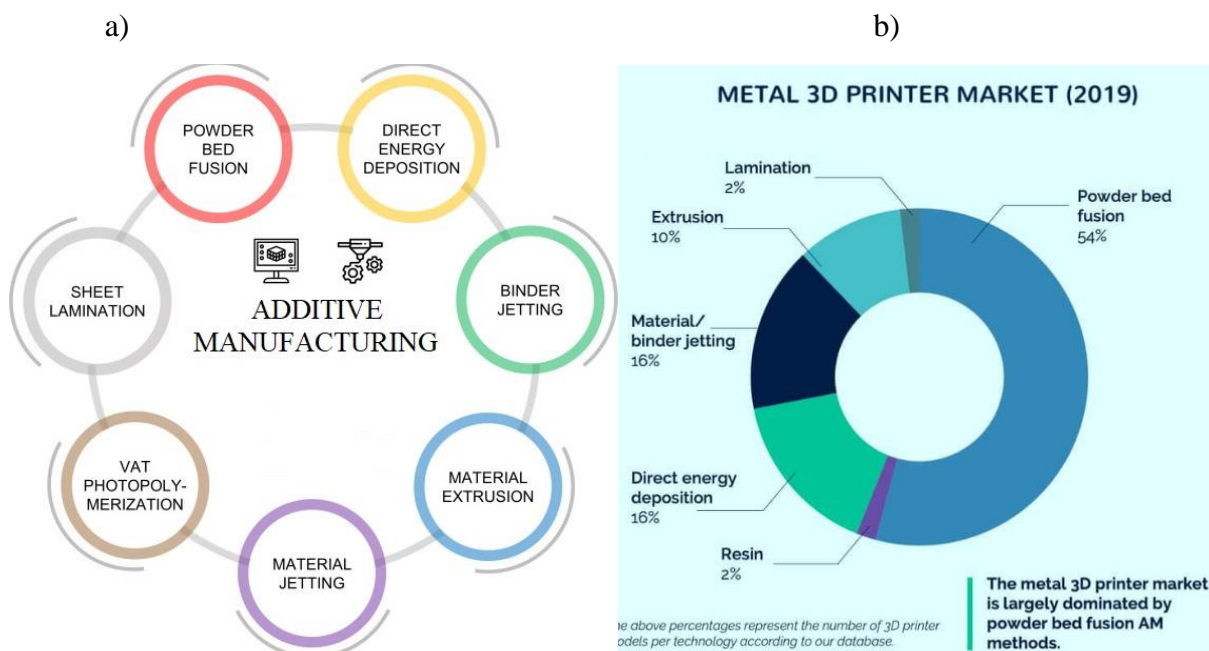 a)
b)
POWDER
BED
FUSION
DIRECT
ENERGY
DEPOSITION
SHEET
LAMINATION
BINDER
JETTING
ADDITIVE
MANUFACTURING
VAT
PHOTOPOLY-
MERIZATION
MATERIAL
EXTRUSION
MATERIAL
JETTING
METAL 3D PRINTER MARKET (2019)
Lamination
2%
Powder bed
fusion
54%
Extrusion
10%
Material/
binder jetting
16%
Direct energy
deposition
16%
Resin
2%
The metal 3D printer market
is largely dominated by
powder bed fusion AM
methods.
above percentages represent the number of 3D printer
per technology according to our database.